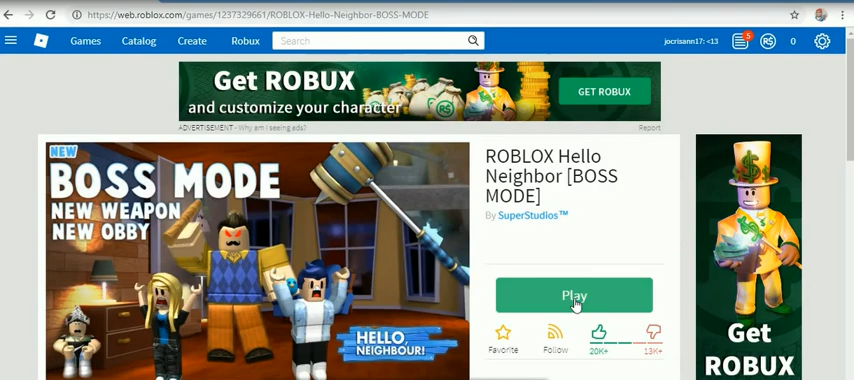 https://web.roblox.com/games/1237329661/ROBLOX-Hello-Neighbor-BOSS-MODE
Games Catalog Create Robux Search jocrisann17: <13 5 0
Get ROBUX
and customize your character
GET ROBUX
ADVERTISEMENT - Why am I seeing ads? Report
NEW
BOSS MODE
NEW WEAPON
NEW OBBY
HELLO,
NEIGHBOUR!
ROBLOX Hello
Neighbor [BOSS
MODE]
By SuperStudios™
Play
Favorite Follow 20K+ 13K+
Get
ROBUX